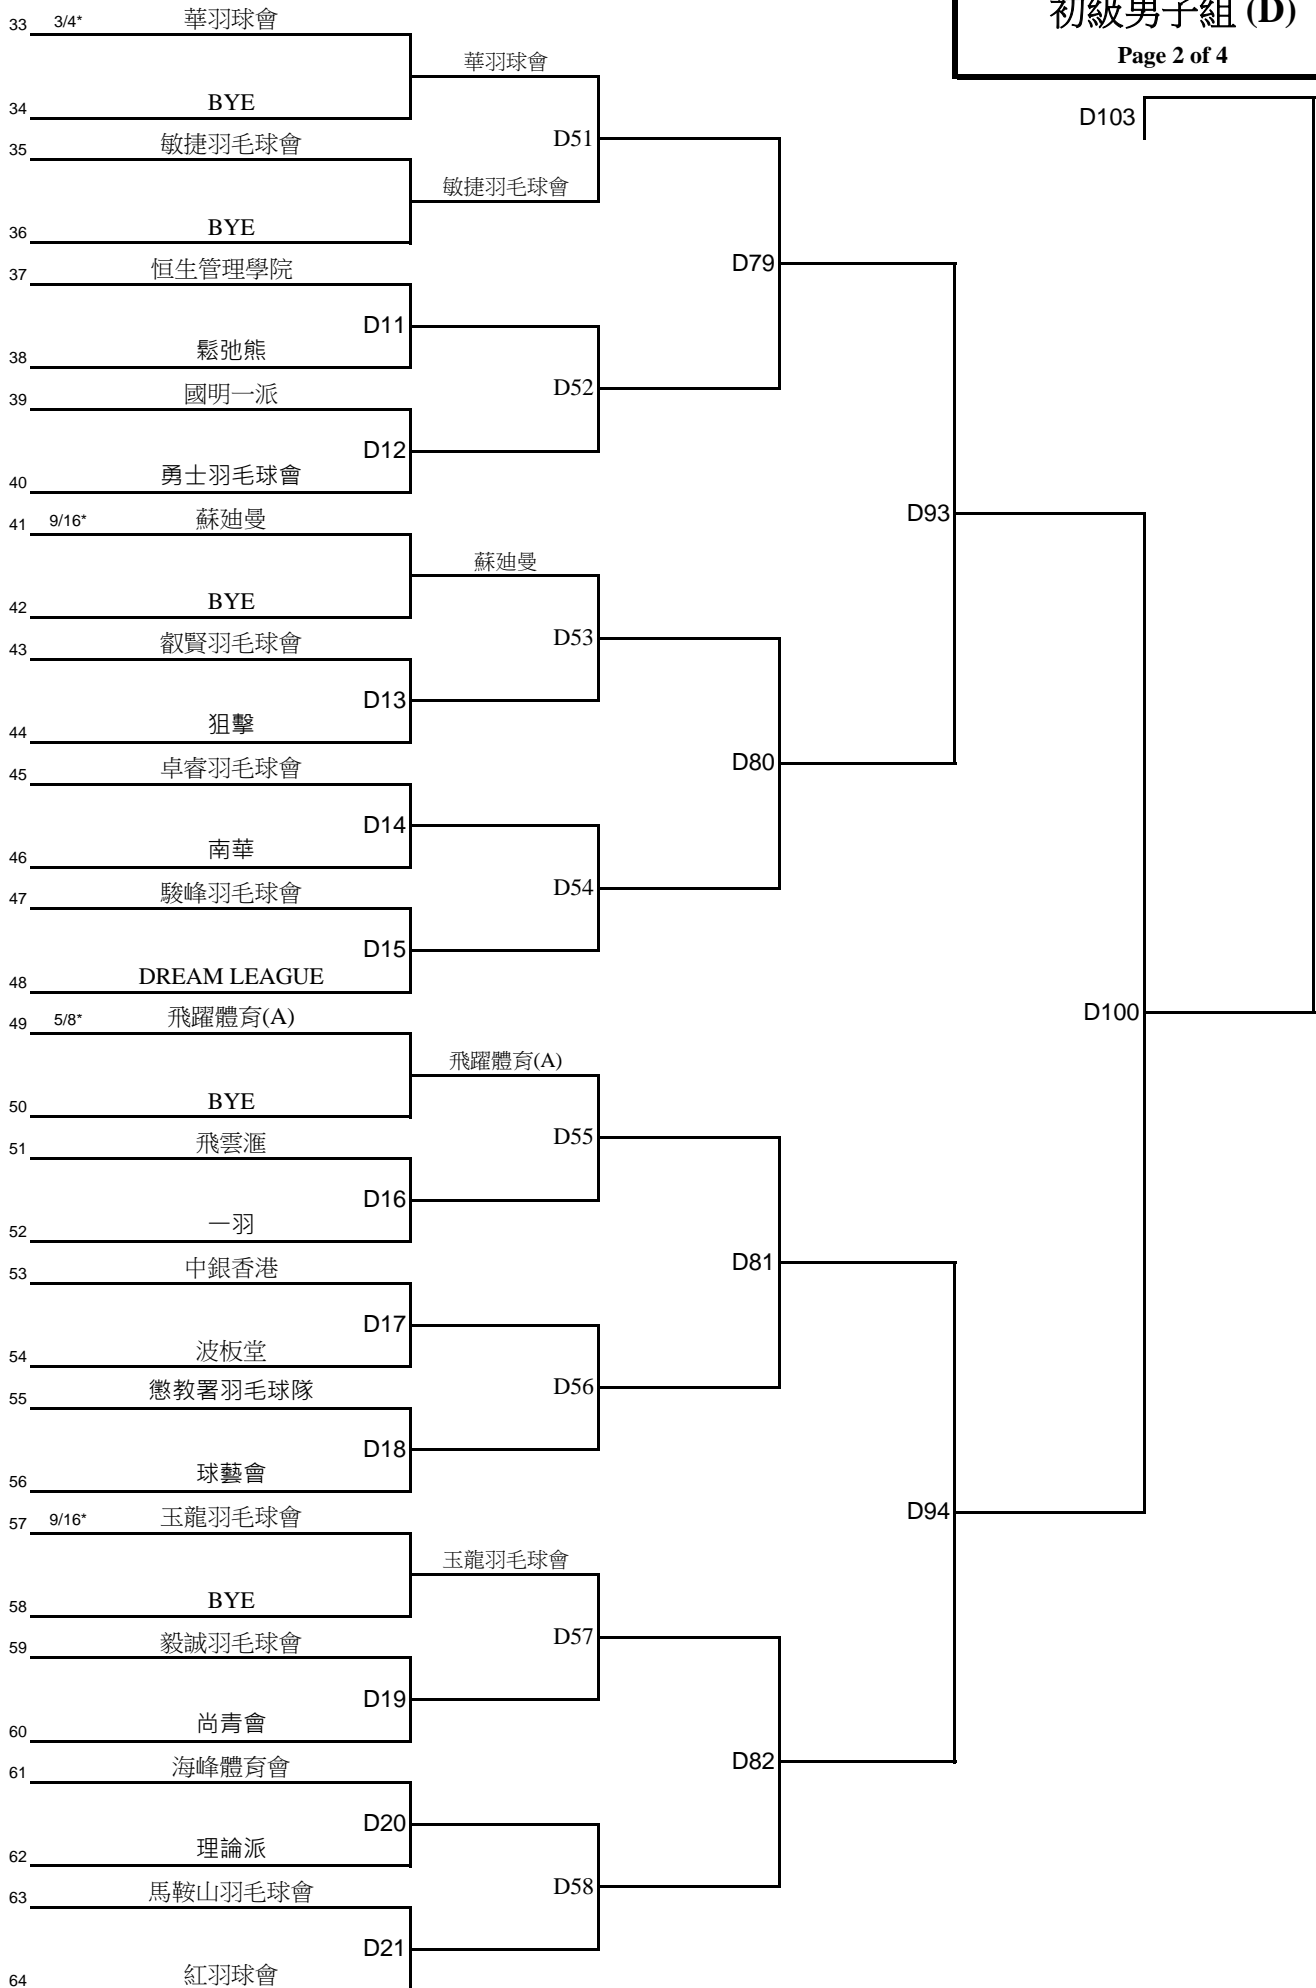 初級男子組 (D)
Page 2 of 4
33 3/4* 華羽球會
華羽球會
34 BYE
D103
35 敏捷羽毛球會
D51
敏捷羽毛球會
36 BYE
37 恒生管理學院
D79
D11
38 鬆弛熊
39 國明一派
D52
D12
40 勇士羽毛球會
41 9/16* 蘇廸曼
D93
蘇廸曼
42 BYE
43 叡賢羽毛球會
D53
D13
44 狙擊
45 卓睿羽毛球會
D80
D14
46 南華
47 駿峰羽毛球會
D54
D15
48 DREAM LEAGUE
49 5/8* 飛躍體育(A)
D100
飛躍體育(A)
50 BYE
51 飛雲滙
D55
D16
52 一羽
53 中銀香港
D81
D17
54 波板堂
55 懲教署羽毛球隊
D56
D18
56 球藝會
57 9/16* 玉龍羽毛球會
D94
玉龍羽毛球會
58 BYE
59 毅誠羽毛球會
D57
D19
60 尚青會
61 海峰體育會
D82
D20
62 理論派
63 馬鞍山羽毛球會
D58
D21
64 紅羽球會